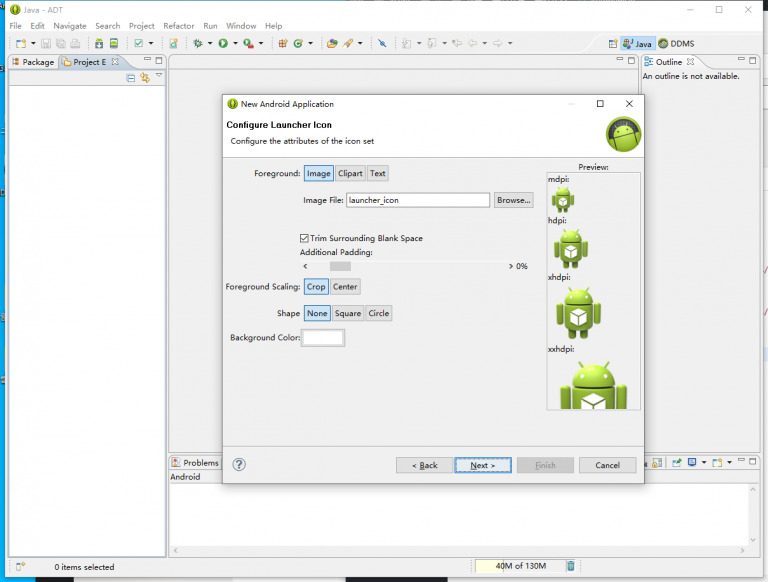 Java - ADT
File Edit Navigate Search Project Refactor Run Window Help
Java DDMS
Package Project E Outline
An outline is not available.
New Android Application
Configure Launcher Icon
Configure the attributes of the icon set
Foreground: Image Clipart Text
Image File: launcher_icon Browse...
Trim Surrounding Blank Space
Additional Padding:
0%
Foreground Scaling: Crop Center
Shape None Square Circle
Background Color:
Preview:
mdpi:
hdpi:
xhdpi:
xxhdpi:
< Back Next > Finish Cancel
Problems
Android
0 items selected
40M of 130M